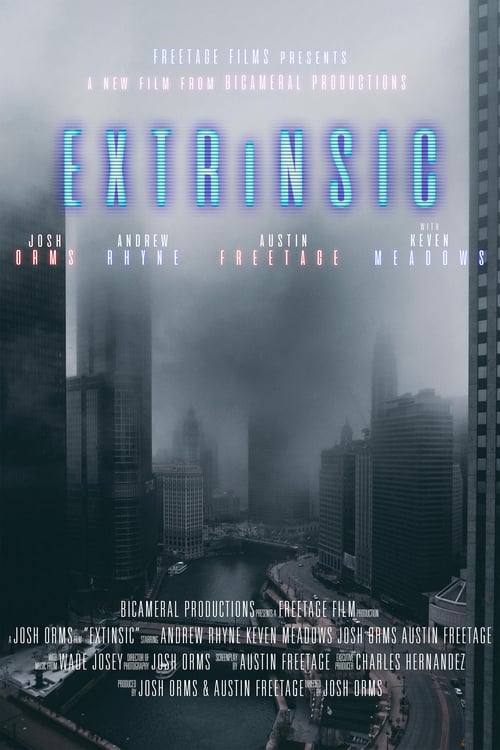 FREETAGE FILMS PRESENTS
A NEW FILM FROM BICAMERAL PRODUCTIONS
EXTRiNSIC
JOSH ORMS
ANDREW RHYNE
AUSTIN FREETAGE
WITH KEVEN MEADOWS
BICAMERAL PRODUCTIONS PRESENTS A FREETAGE FILM PRODUCTION
A JOSH ORMS FILM "EXTINSIC" STARRING ANDREW RHYNE KEVEN MEADOWS JOSH ORMS AUSTIN FREETAGE
MUSIC FROM WADE JOSEY DIRECTOR OF PHOTOGRAPHY JOSH ORMS SCREENPLAY BY AUSTIN FREETAGE EXECUTIVE PRODUCER CHARLES HERNANDEZ
PRODUCED BY JOSH ORMS & AUSTIN FREETAGE DIRECTED BY JOSH ORMS